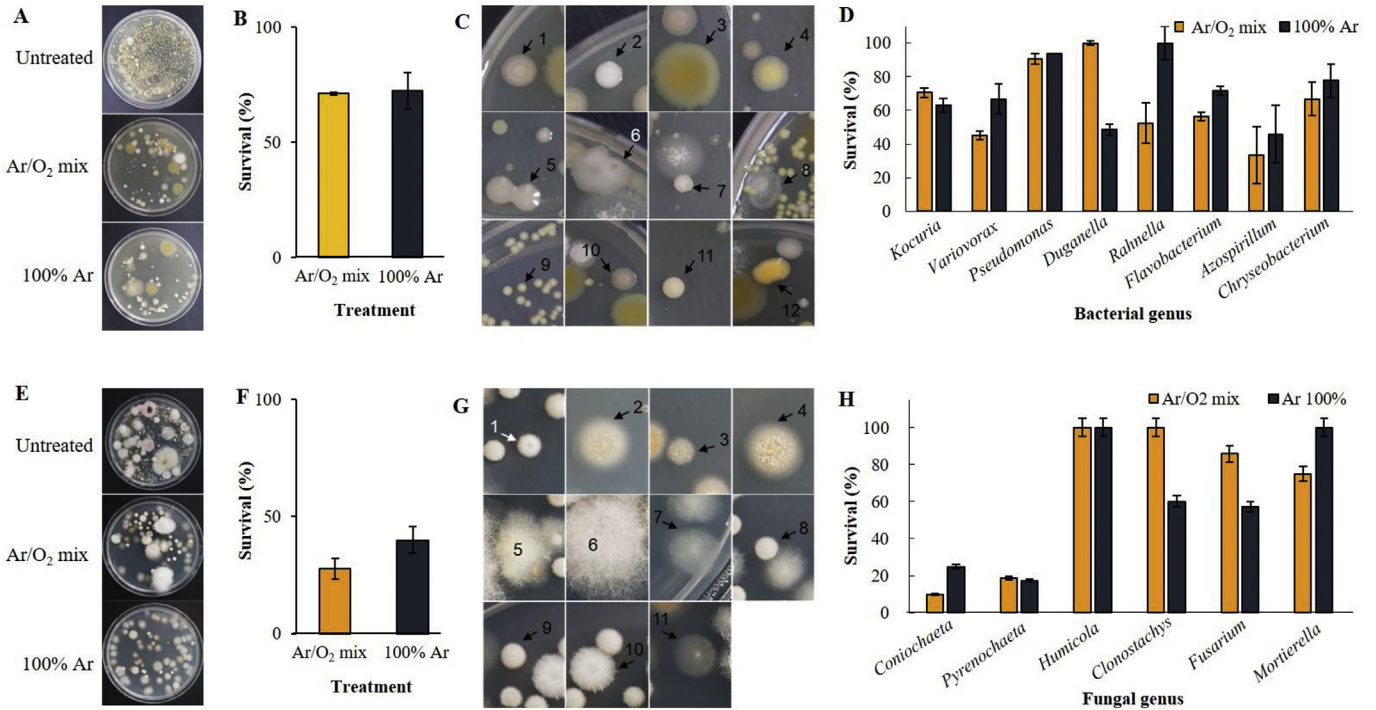 A
Untreated
Ar/O₂ mix
100% Ar
B
100
50
0
Survival (%)
Ar/O₂ mix 100% Ar
Treatment
C
1
2
3
4
5
6
7
8
9
10
11
12
D
Ar/O₂ mix 100% Ar
100
80
60
40
20
0
Survival (%)
Kocuria
Variovorax
Pseudomonas
Duganella
Rahnella
Flavobacterium
Azospirillum
Chryseobacterium
Bacterial genus
E
Untreated
Ar/O₂ mix
100% Ar
F
100
50
0
Survival (%)
Ar/O₂ mix 100% Ar
Treatment
G
1
2
3
4
5
6
7
8
9
10
11
H
Ar/O2 mix Ar 100%
100
80
60
40
20
0
Survival (%)
Coniochaeta
Pyrenochaeta
Humicola
Clonostachys
Fusarium
Mortierella
Fungal genus